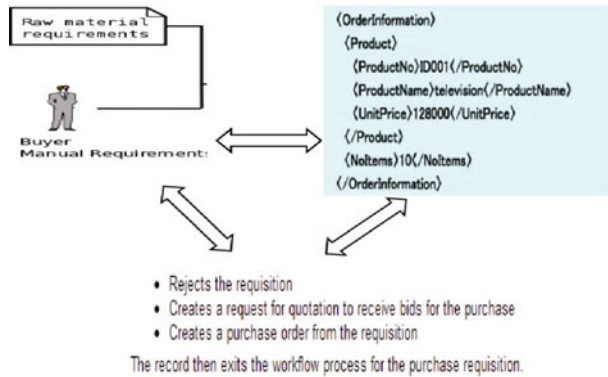 Raw material
requirements
Buyer
Manual Requirements
<OrderInformation>
<Product>
<ProductNo>ID001</ProductNo>
<ProductName>television</ProductName>
<UnitPrice>128000</UnitPrice>
</Product>
<NoItems>10</NoItems>
</OrderInformation>
• Rejects the requisition
• Creates a request for quotation to receive bids for the purchase
• Creates a purchase order from the requisition
The record then exits the workflow process for the purchase requisition.